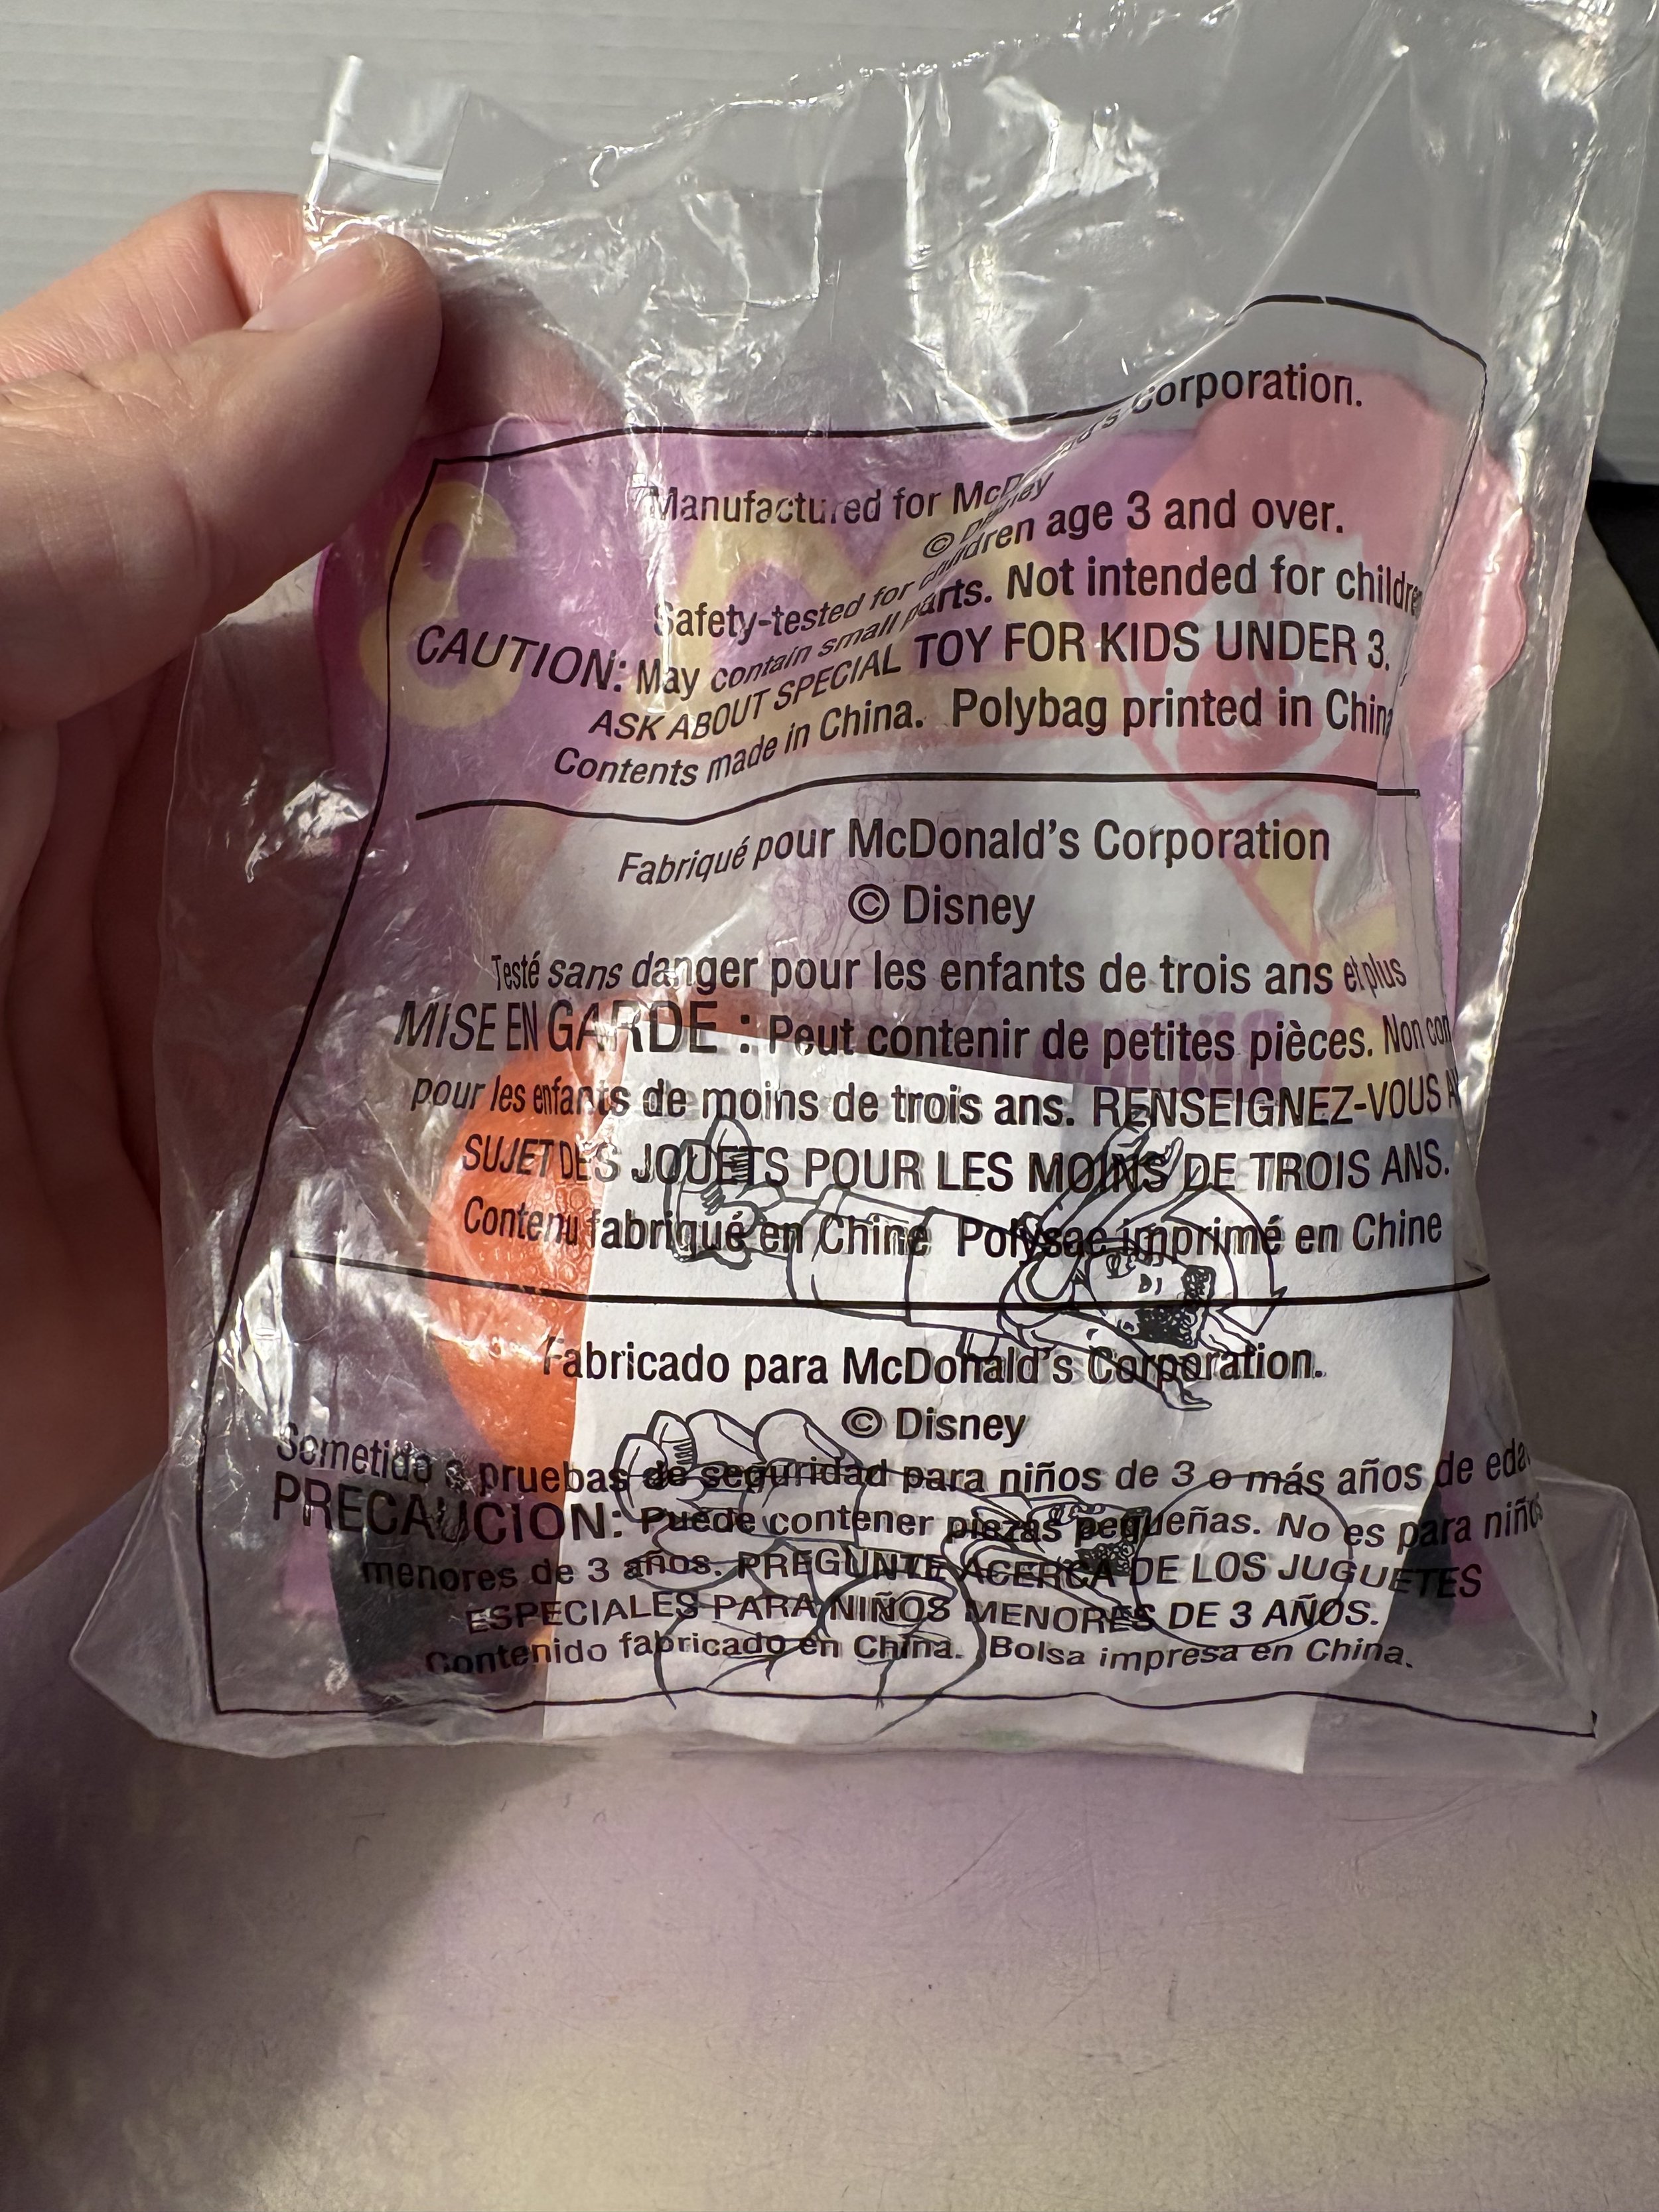 Manufactured for McD ld's Corporation.
© Disney
Safety-tested for children age 3 and over.
CAUTION: May contain small parts. Not intended for childre
ASK ABOUT SPECIAL TOY FOR KIDS UNDER 3.
Contents made in China. Polybag printed in China
Fabriqué pour McDonald's Corporation
© Disney
Testé sans danger pour les enfants de trois ans et plus
MISE EN GARDE : Peut contenir de petites pièces. Non con
pour les enfants de moins de trois ans. RENSEIGNEZ-VOUS A
SUJET DES JOUETS POUR LES MOINS DE TROIS ANS.
Contenu fabriqué en Chine Polysac imprimé en Chine
Fabricado para McDonald's Corporation.
© Disney
Sometido a pruebas de seguridad para niños de 3 o más años de eda
PRECAUCION: Puede contener piezas pequeñas. No es para niños
menores de 3 años. PREGUNTE ACERCA DE LOS JUGUETES
ESPECIALES PARA NIÑOS MENORES DE 3 AÑOS.
Contenido fabricado en China. Bolsa impresa en China.